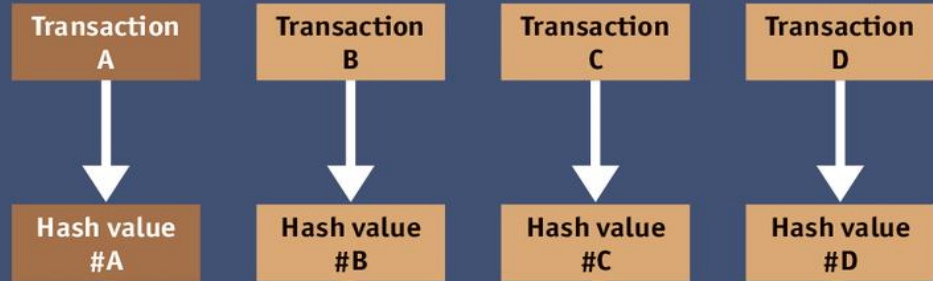 Transaction
A
Transaction
B
Transaction
C
Transaction
D
Hash value
#A
Hash value
#B
Hash value
#C
Hash value
#D